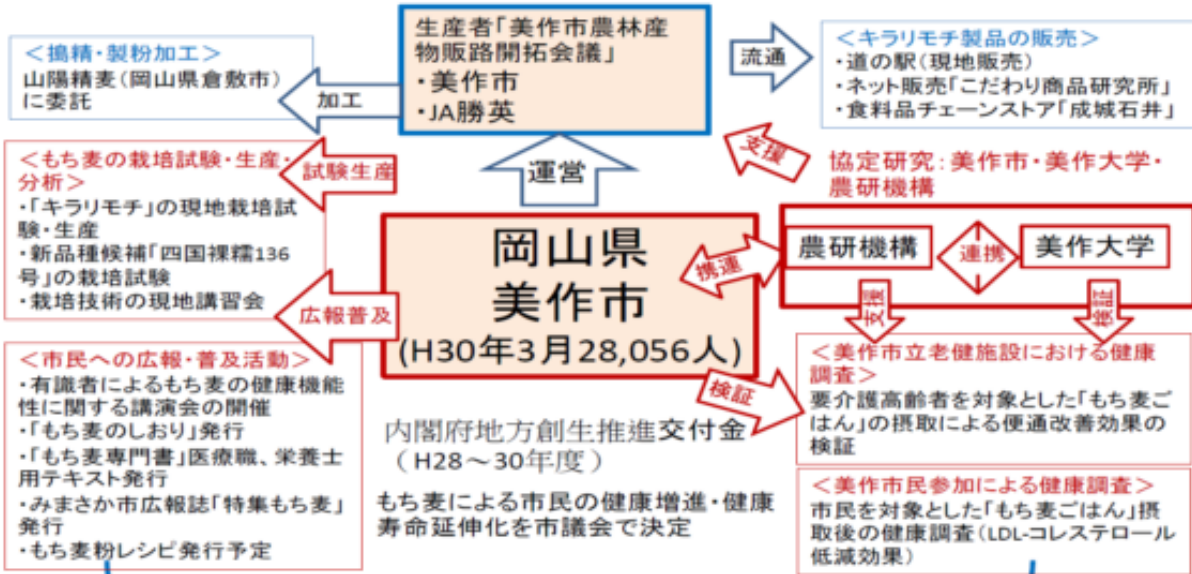 生産者「美作市農林産
物販路開拓会議」
・美作市
・JA勝英
＜搗精・製粉加工＞
山陽精麦（岡山県倉敷市）
に委託
加工
流通
＜キラリモチ製品の販売＞
・道の駅（現地販売）
・ネット販売「こだわり商品研究所」
・食料品チェーンストア「成城石井」
＜もち麦の栽培試験・生産・
分析＞
・「キラリモチ」の現地栽培試
験・生産
・新品種候補「四国裸糯136
号」の栽培試験
・栽培技術の現地講習会
試験生産
運営
支援
協定研究：美作市・美作大学・
農研機構
岡山県
美作市
(H30年3月28,056人)
携連
農研機構
連携
美作大学
広報普及
支援
検証
＜市民への広報・普及活動＞
・有識者によるもち麦の健康機能
性に関する講演会の開催
・「もち麦のしおり」発行
・「もち麦専門書」医療職、栄養士
用テキスト発行
・みまさか市広報誌「特集もち麦」
発行
・もち麦粉レシピ発行予定
検証
内閣府地方創生推進交付金
（H28～30年度）
もち麦による市民の健康増進・健康
寿命延伸化を市議会で決定
＜美作市立老健施設における健康
調査＞
要介護高齢者を対象とした「もち麦ご
はん」の摂取による便通改善効果の
検証
＜美作市民参加による健康調査＞
市民を対象とした「もち麦ごはん」摂
取後の健康調査（LDL-コレステロール
低減効果）